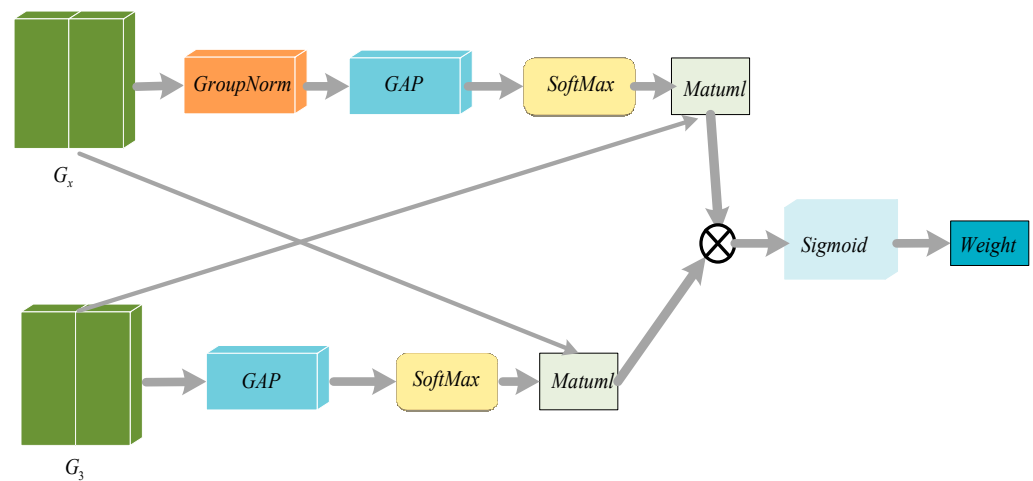 GroupNorm
GAP
SoftMax
Matuml
Gₓ
Sigmoid
Weight
GAP
SoftMax
Matuml
G₃